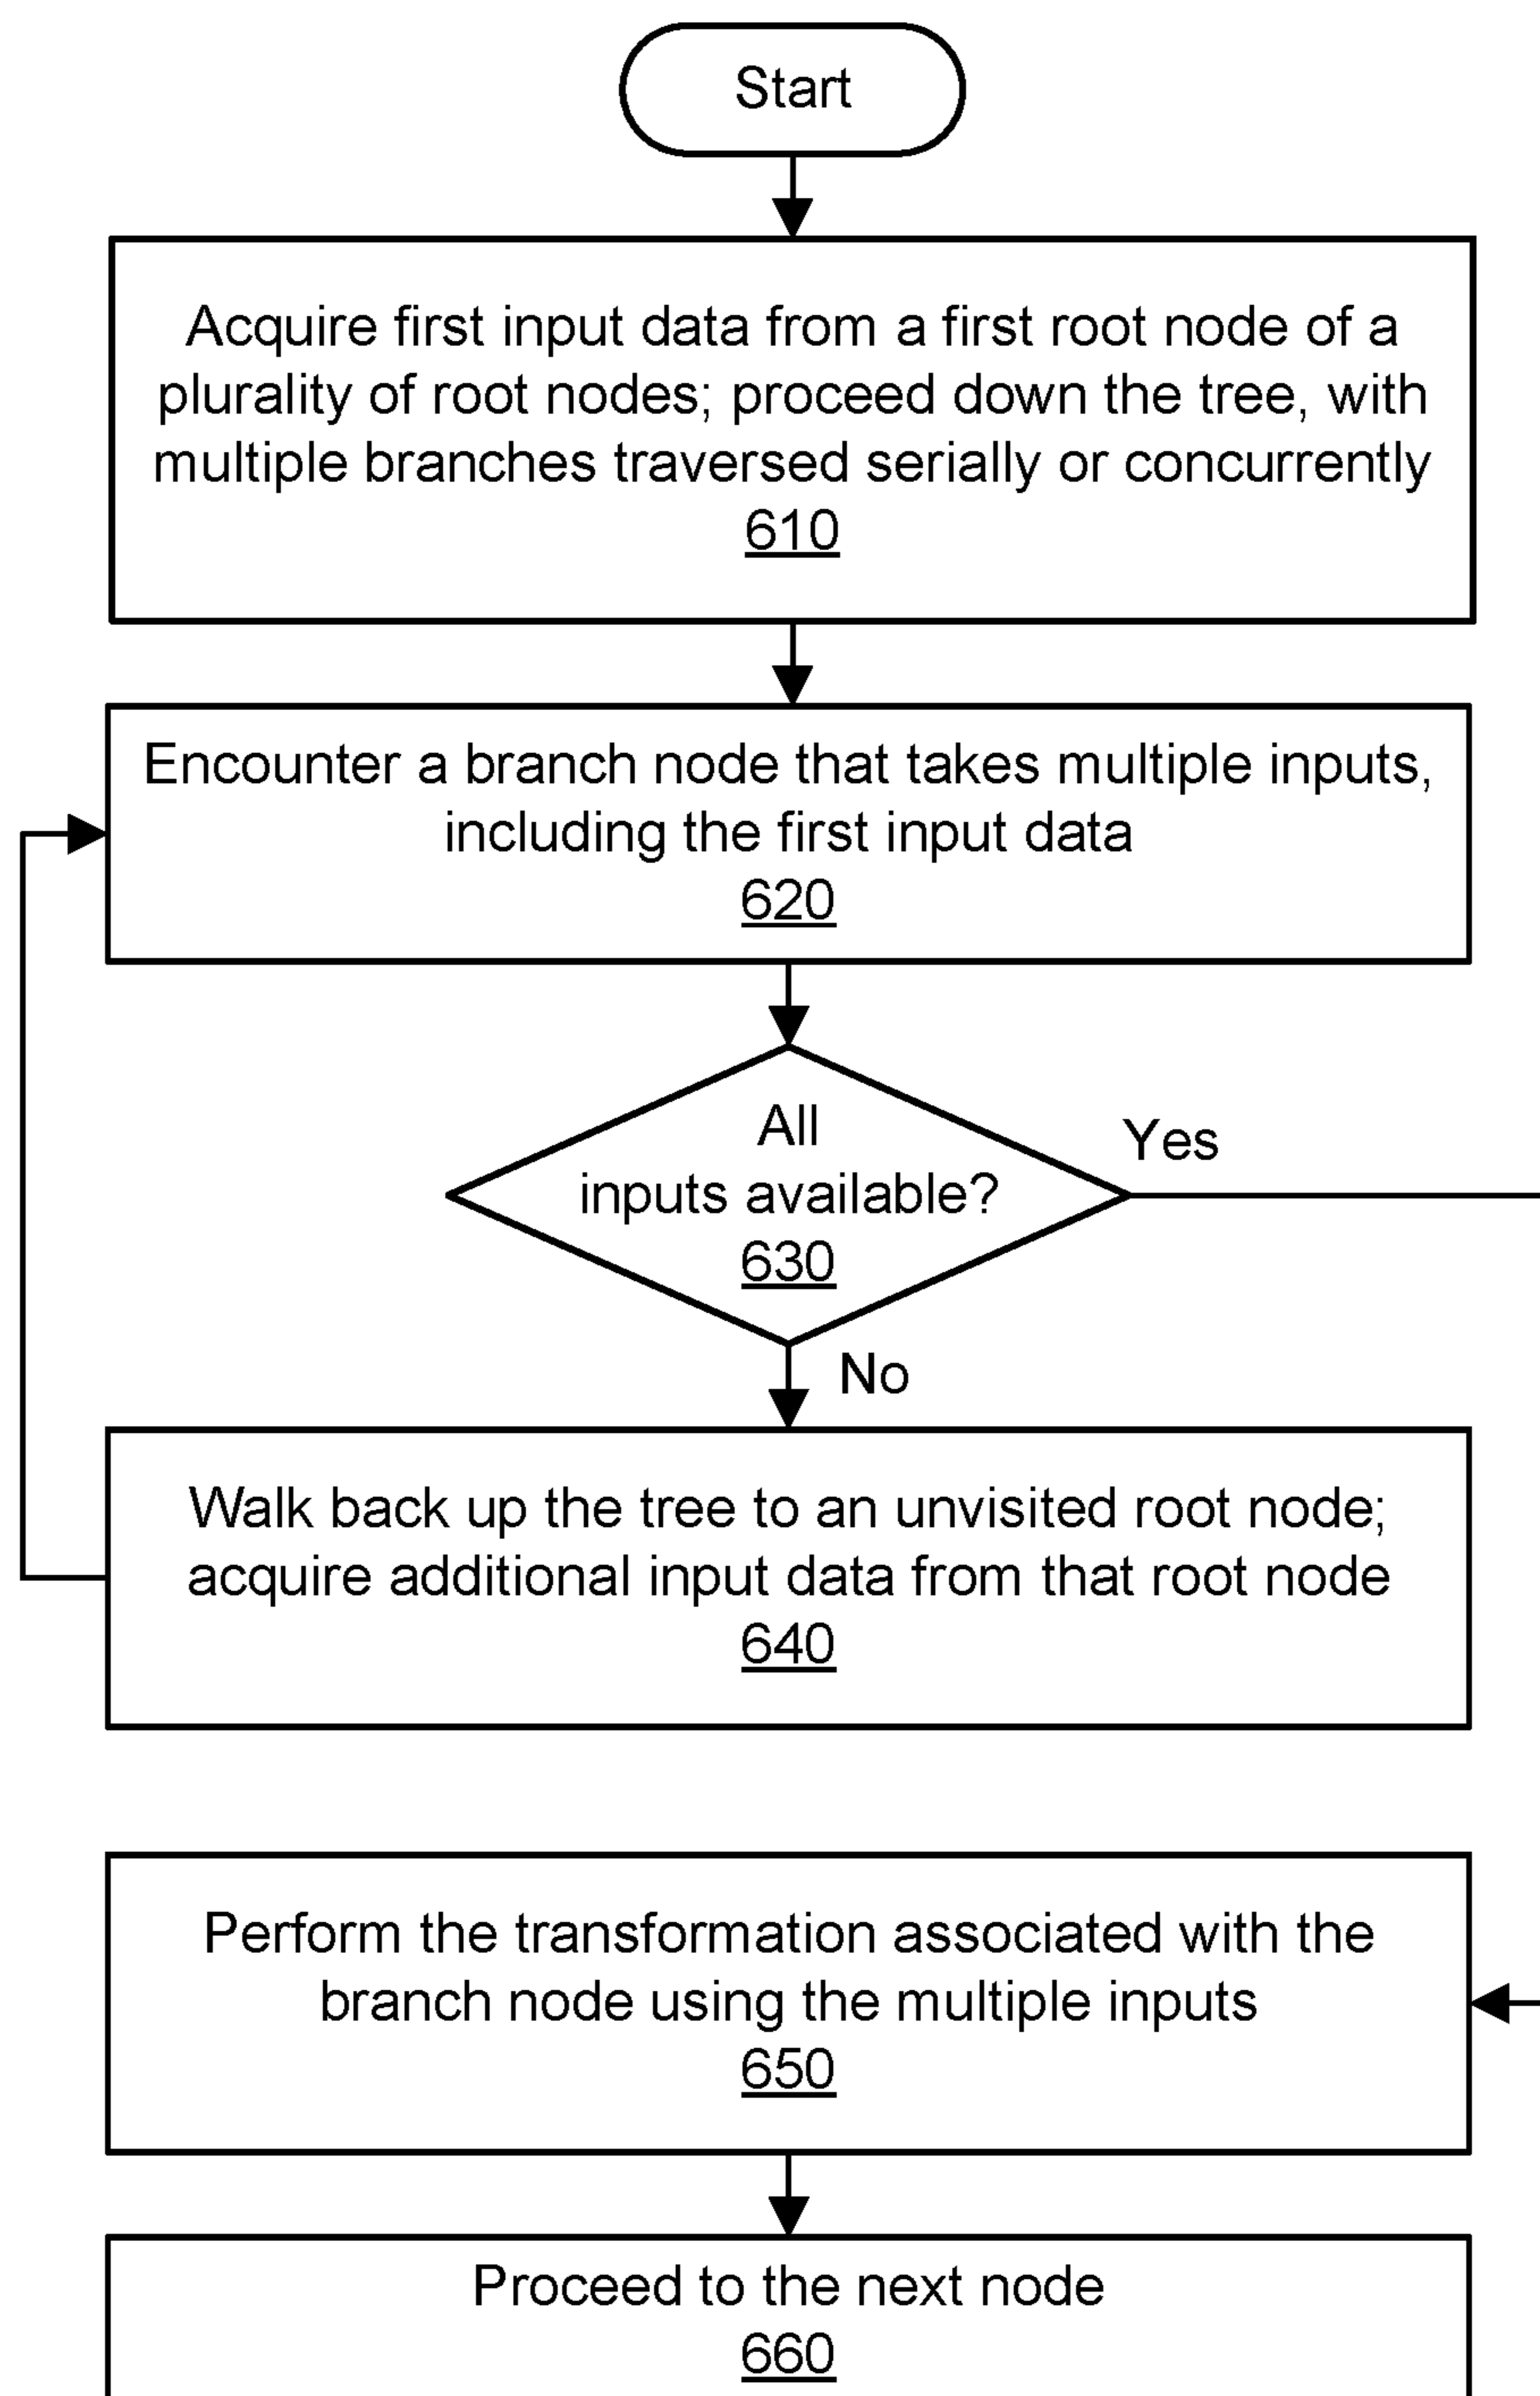 Start
Acquire first input data from a first root node of a
plurality of root nodes; proceed down the tree, with
multiple branches traversed serially or concurrently
610
Encounter a branch node that takes multiple inputs,
including the first input data
620
All
inputs available?
630
Yes
No
Walk back up the tree to an unvisited root node;
acquire additional input data from that root node
640
Perform the transformation associated with the
branch node using the multiple inputs
650
Proceed to the next node
660